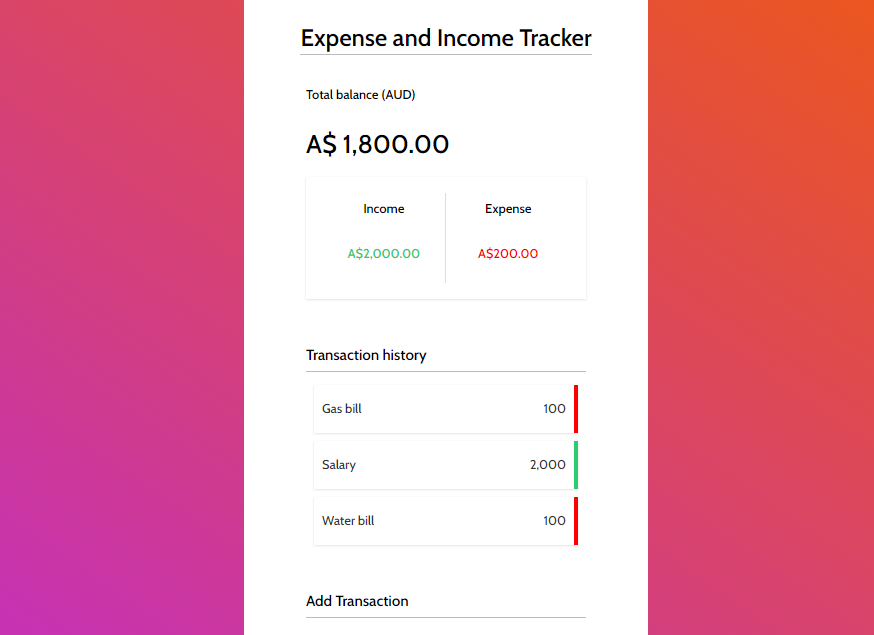 Expense and Income Tracker
Total balance (AUD)
A$ 1,800.00
Income Expense
A$2,000.00 A$200.00
Transaction history
Gas bill 100
Salary 2,000
Water bill 100
Add Transaction